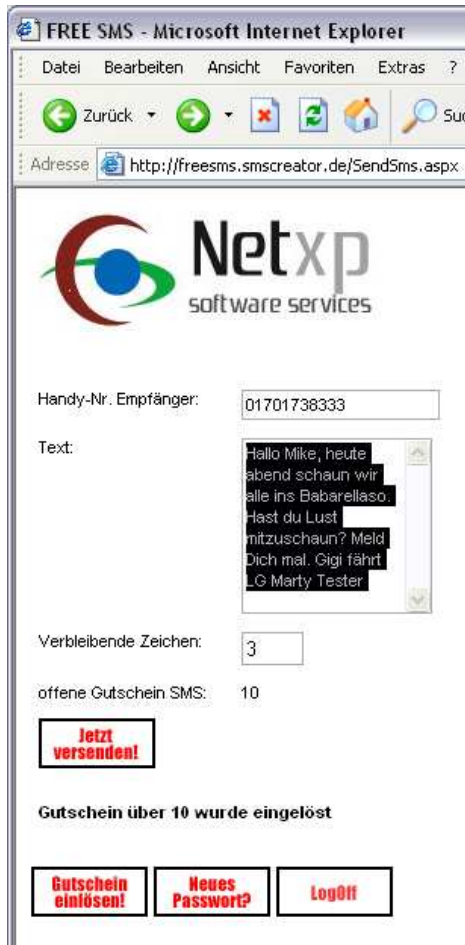 FREE SMS - Microsoft Internet Explorer
Datei Bearbeiten Ansicht Favoriten Extras ?
Zurück
Adresse http://freesms.smscreator.de/SendSms.aspx
Netxp
software services
Handy-Nr. Empfänger: 01701738333
Text:
Hallo Mike, heute
abend schaun wir
alle ins Babarellaso.
Hast du Lust
mitzuschaun? Meld
Dich mal. Gigi fährt
LG Marty Tester
Verbleibende Zeichen: 3
offene Gutschein SMS: 10
Jetzt
versenden!
Gutschein über 10 wurde eingelöst
Gutschein
einlösen!
Neues
Passwort?
LogOff